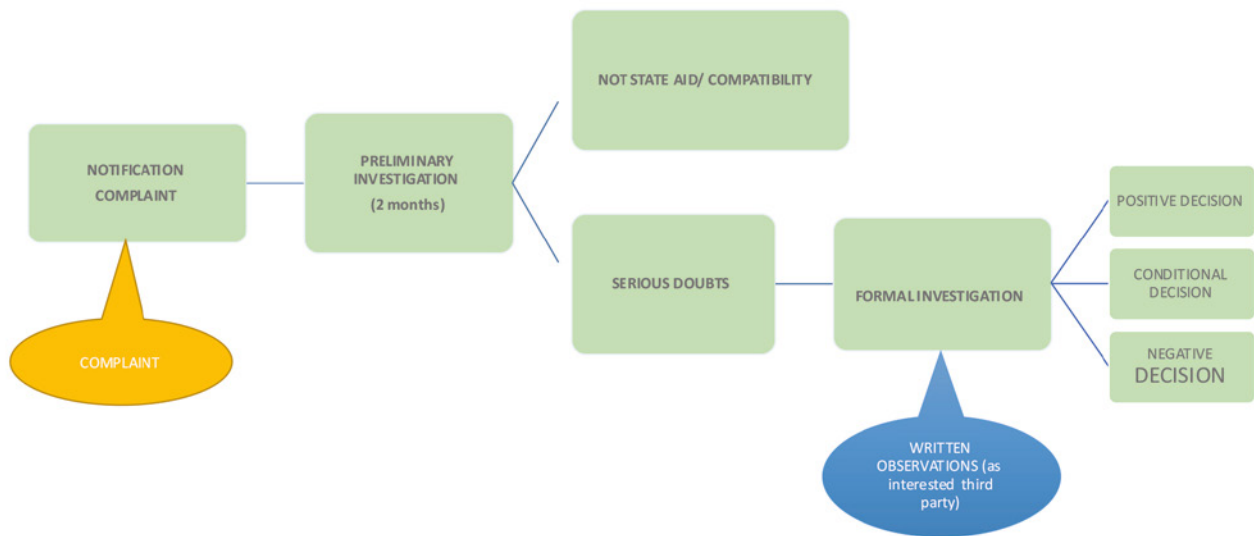 NOTIFICATION
COMPLAINT
COMPLAINT
PRELIMINARY
INVESTIGATION
(2 months)
NOT STATE AID/ COMPATIBILITY
SERIOUS DOUBTS
FORMAL INVESTIGATION
WRITTEN
OBSERVATIONS (as
interested third
party)
POSITIVE DECISION
CONDITIONAL
DECISION
NEGATIVE
DECISION